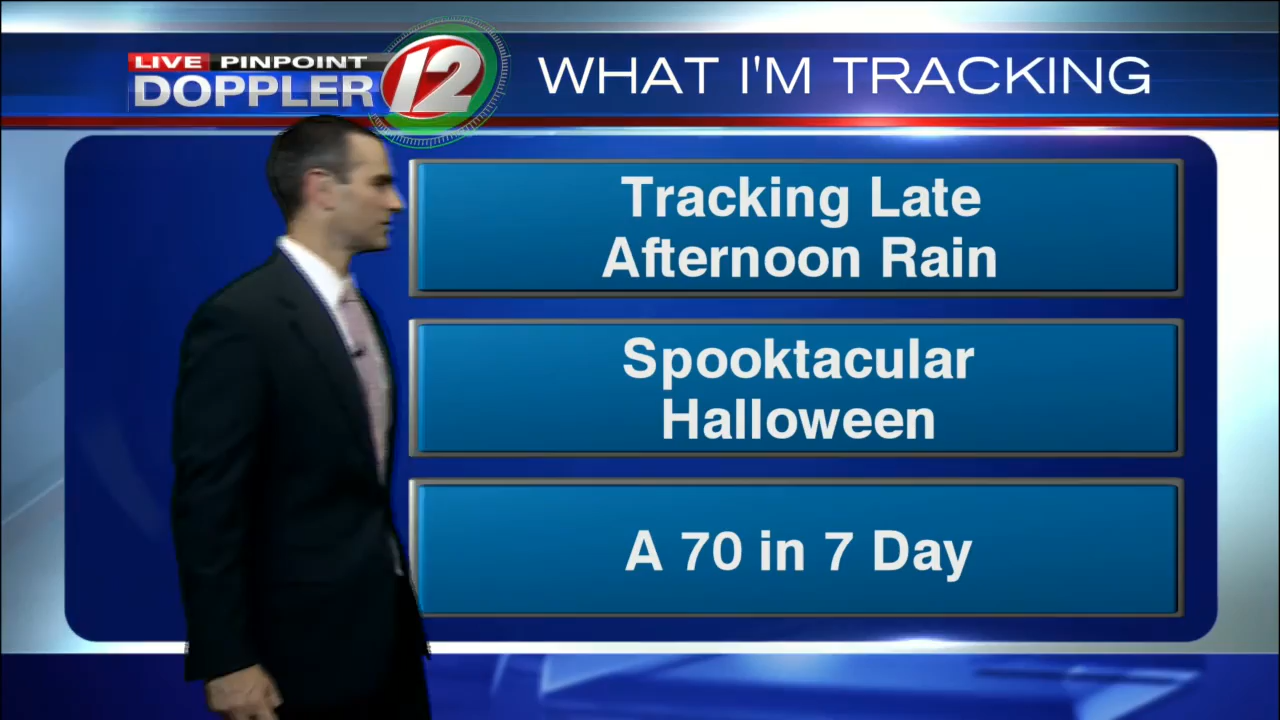 LIVE PINPOINT
DOPPLER 12
WHAT I'M TRACKING
Tracking Late
Afternoon Rain
Spooktacular
Halloween
A 70 in 7 Day